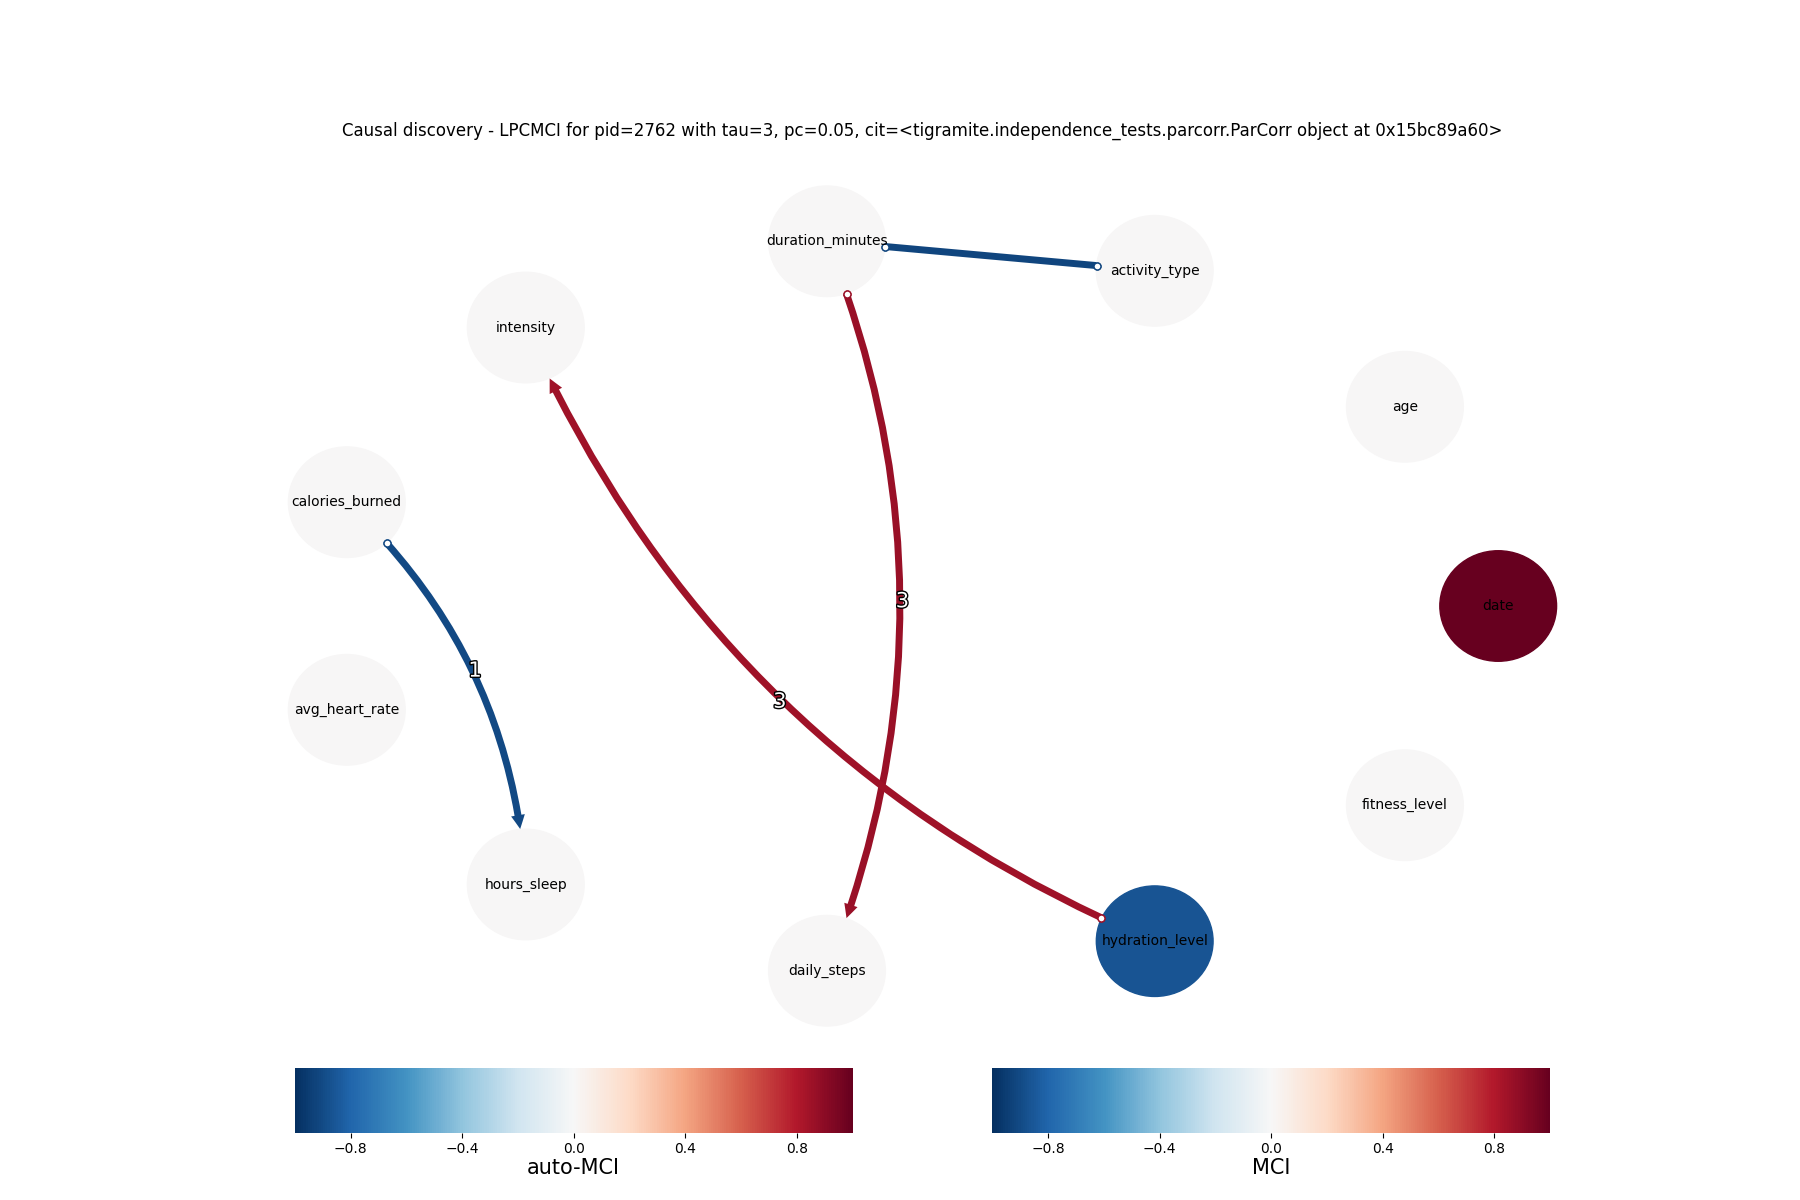 Causal discovery - LPCMCI for pid=2762 with tau=3, pc=0.05, cit=<tigramite.independence_tests.parcorr.ParCorr object at 0x15bc89a60>
duration_minutes
activity_type
intensity
age
calories_burned
3
date
1
3
avg_heart_rate
fitness_level
hours_sleep
hydration_level
daily_steps
−0.8 −0.4 0.0 0.4 0.8
auto-MCI
−0.8 −0.4 0.0 0.4 0.8
MCI